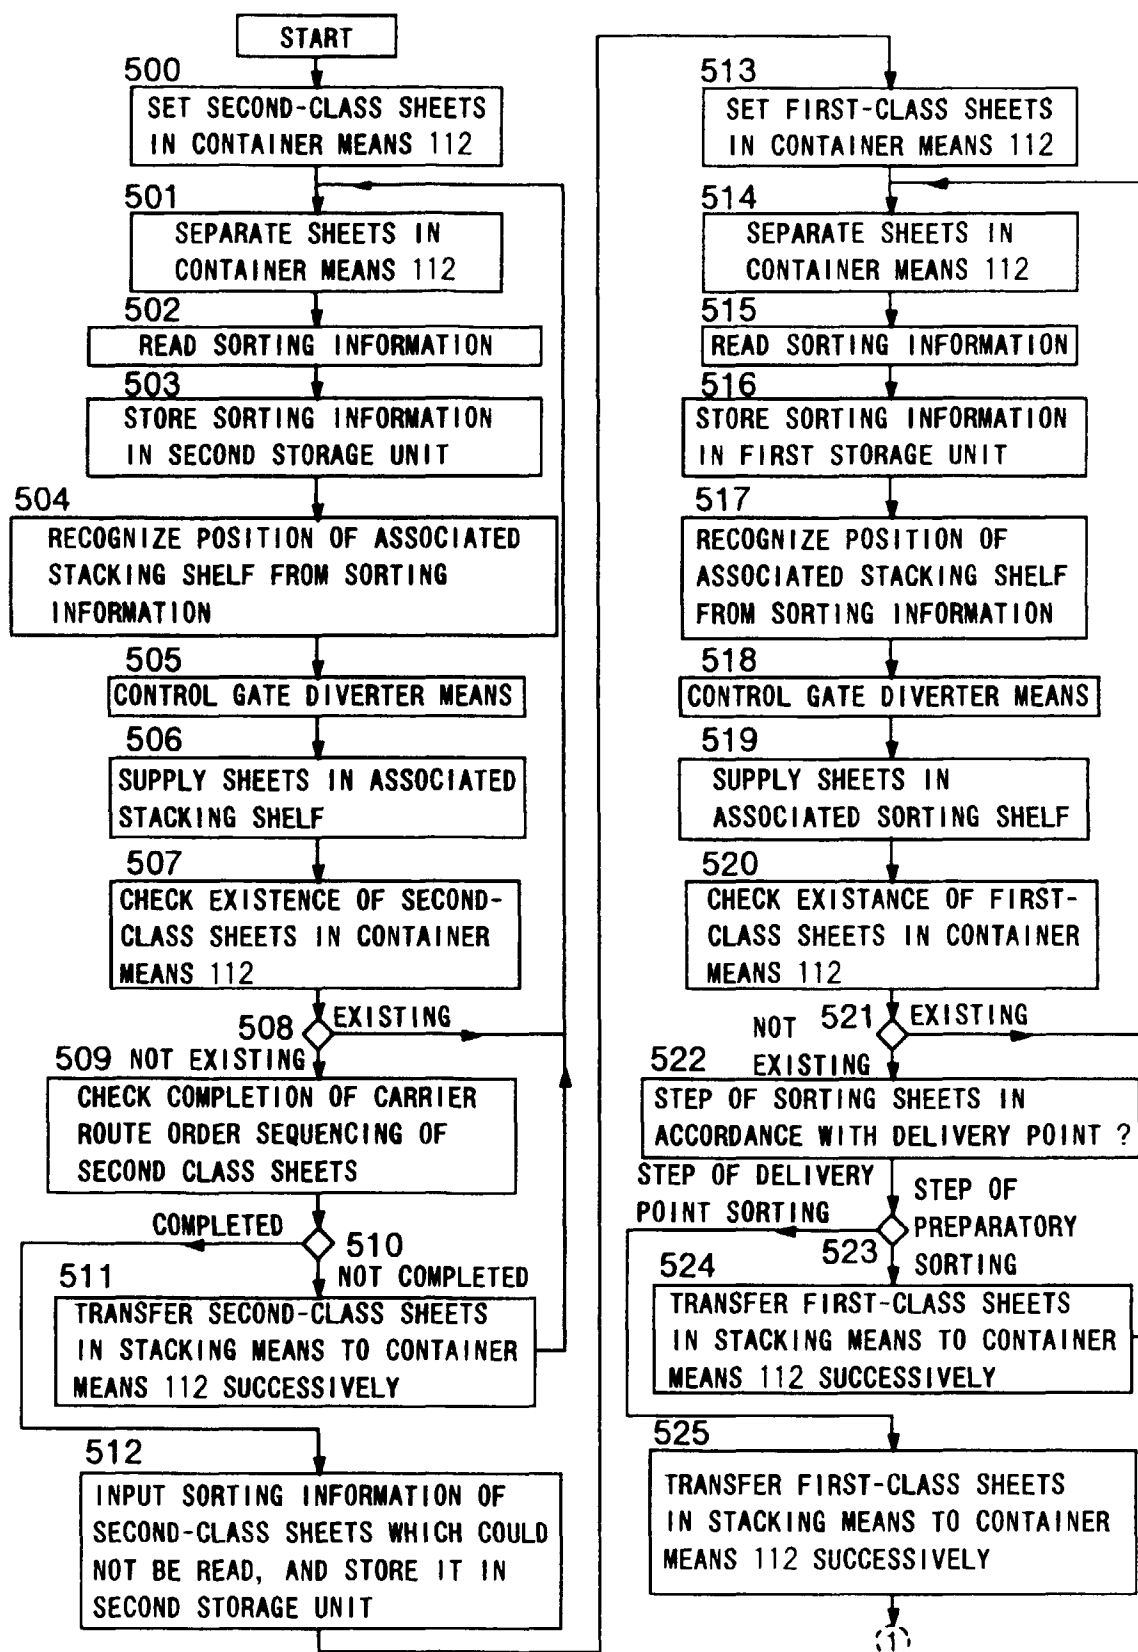 START
500
SET SECOND-CLASS SHEETS
IN CONTAINER MEANS 112
501
SEPARATE SHEETS IN
CONTAINER MEANS 112
502
READ SORTING INFORMATION
503
STORE SORTING INFORMATION
IN SECOND STORAGE UNIT
504
RECOGNIZE POSITION OF ASSOCIATED
STACKING SHELF FROM SORTING
INFORMATION
505
CONTROL GATE DIVERTER MEANS
506
SUPPLY SHEETS IN ASSOCIATED
STACKING SHELF
507
CHECK EXISTENCE OF SECOND-
CLASS SHEETS IN CONTAINER
MEANS 112
508
EXISTING
NOT EXISTING
509
CHECK COMPLETION OF CARRIER
ROUTE ORDER SEQUENCING OF
SECOND CLASS SHEETS
COMPLETED
510
NOT COMPLETED
511
TRANSFER SECOND-CLASS SHEETS
IN STACKING MEANS TO CONTAINER
MEANS 112 SUCCESSIVELY
512
INPUT SORTING INFORMATION OF
SECOND-CLASS SHEETS WHICH COULD
NOT BE READ, AND STORE IT IN
SECOND STORAGE UNIT
513
SET FIRST-CLASS SHEETS
IN CONTAINER MEANS 112
514
SEPARATE SHEETS IN
CONTAINER MEANS 112
515
READ SORTING INFORMATION
516
STORE SORTING INFORMATION
IN FIRST STORAGE UNIT
517
RECOGNIZE POSITION OF
ASSOCIATED STACKING SHELF
FROM SORTING INFORMATION
518
CONTROL GATE DIVERTER MEANS
519
SUPPLY SHEETS IN
ASSOCIATED SORTING SHELF
520
CHECK EXISTANCE OF FIRST-
CLASS SHEETS IN CONTAINER
MEANS 112
521
EXISTING
NOT
EXISTING
522
STEP OF SORTING SHEETS IN
ACCORDANCE WITH DELIVERY POINT ?
STEP OF DELIVERY
POINT SORTING
523
STEP OF
PREPARATORY
SORTING
524
TRANSFER FIRST-CLASS SHEETS
IN STACKING MEANS TO CONTAINER
MEANS 112 SUCCESSIVELY
525
TRANSFER FIRST-CLASS SHEETS
IN STACKING MEANS TO CONTAINER
MEANS 112 SUCCESSIVELY
1